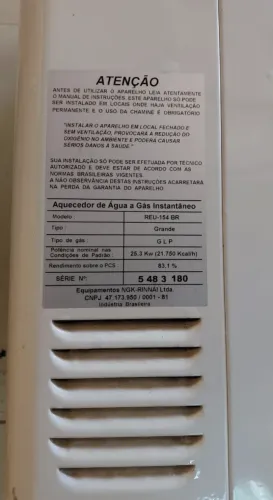 ATENÇÃO
ANTES DE UTILIZAR O APARELHO LEIA ATENTAMENTE
O MANUAL DE INSTRUÇÕES. ESTE APARELHO SÓ PODE
SER INSTALADO EM LOCAIS ONDE HAJA VENTILAÇÃO
PERMANENTE E O USO DA CHAMINÉ É OBRIGATÓRIO
"INSTALAR O APARELHO EM LOCAL FECHADO E
SEM VENTILAÇÃO, PROVOCARÁ A REDUÇÃO DO
OXIGÊNIO NO AMBIENTE E PODERÁ CAUSAR
SÉRIOS DANOS À SAÚDE."
SUA INSTALAÇÃO SÓ PODE SER EFETUADA POR TÉCNICO
AUTORIZADO E DEVE ESTAR DE ACORDO COM AS
NORMAS BRASILEIRAS VIGENTES.
A NÃO OBSERVÂNCIA DESTAS INSTRUÇÕES ACARRETARÁ
NA PERDA DA GARANTIA DO APARELHO
Aquecedor de Água a Gás Instantâneo
Modelo : REU-154 BR
Tipo : Grande
Tipo de gás : G L P
Potência nominal nas
Condições de Padrão : 25.3 Kw (21.750 Kcal/h)
Rendimento sobre o PCS : 83.1 %
SÉRIE Nº: 5 48 3 180
Equipamentos NGK-RINNAI Ltda
CNPJ 47.173.950 / 0001 - 81
Indústria Brasileira